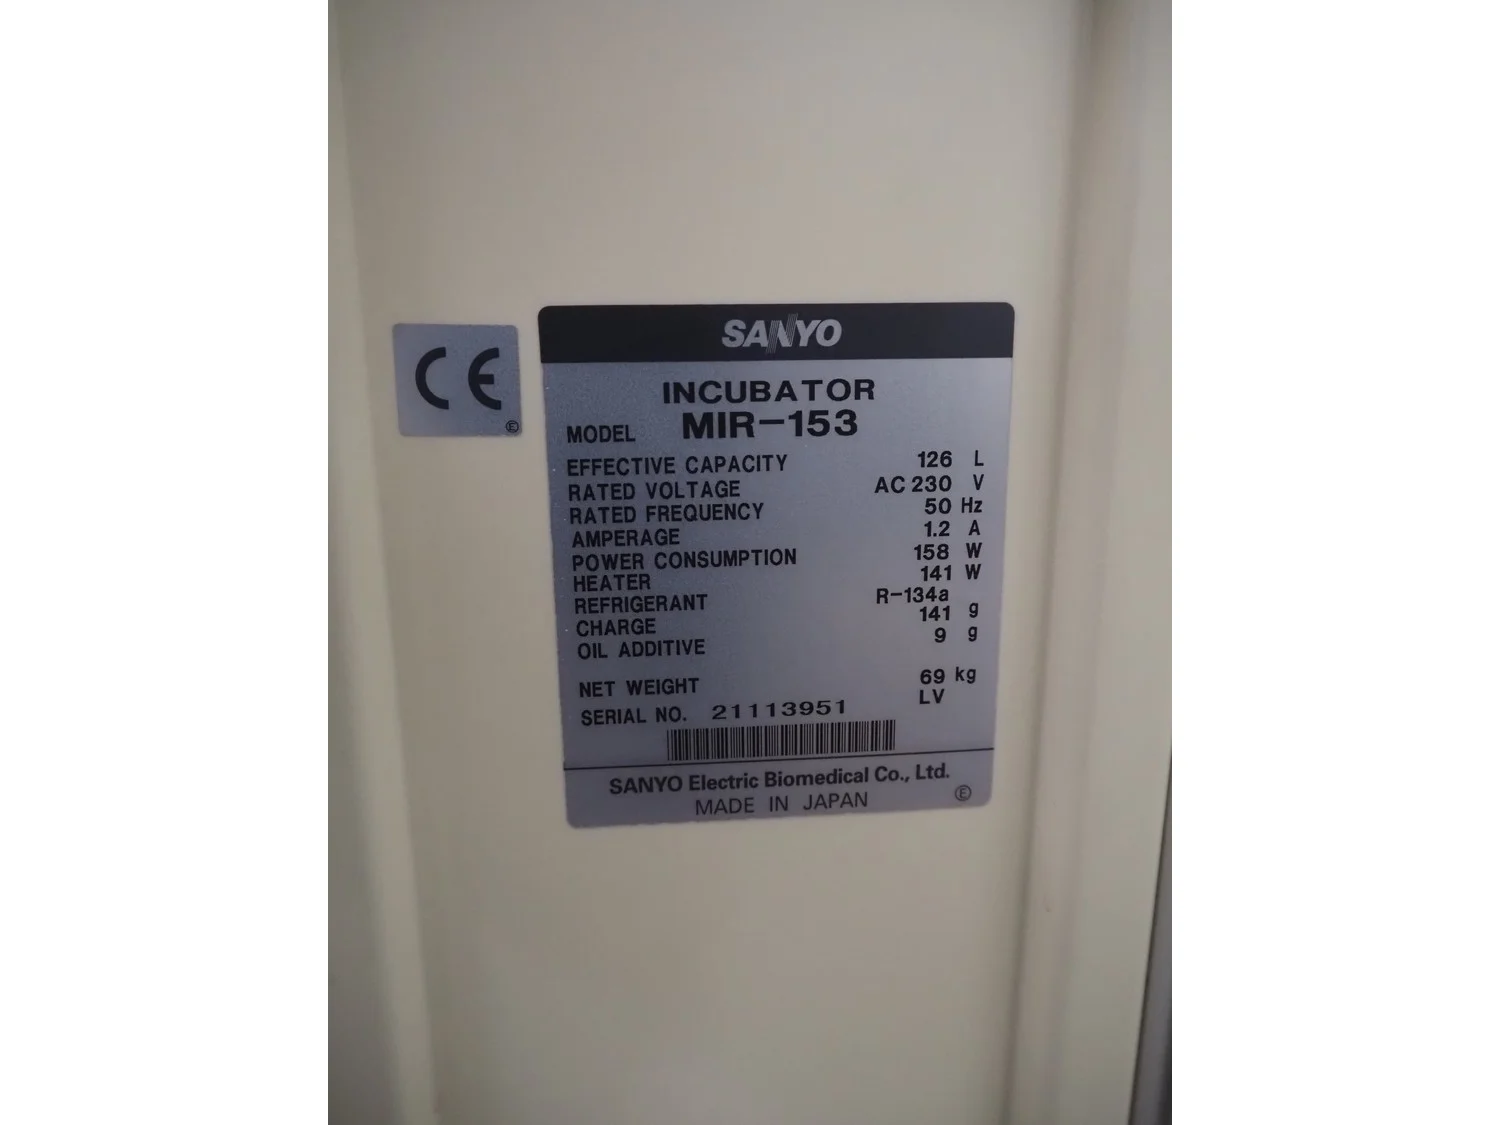 CE
E
SANYO
INCUBATOR
MODEL MIR-153
EFFECTIVE CAPACITY 126 L
RATED VOLTAGE AC 230 V
RATED FREQUENCY 50 Hz
AMPERAGE 1.2 A
POWER CONSUMPTION 158 W
HEATER 141 W
REFRIGERANT R-134a
CHARGE 141 g
OIL ADDITIVE 9 g
NET WEIGHT 69 kg
LV
SERIAL NO. 21113951
SANYO Electric Biomedical Co., Ltd.
MADE IN JAPAN E